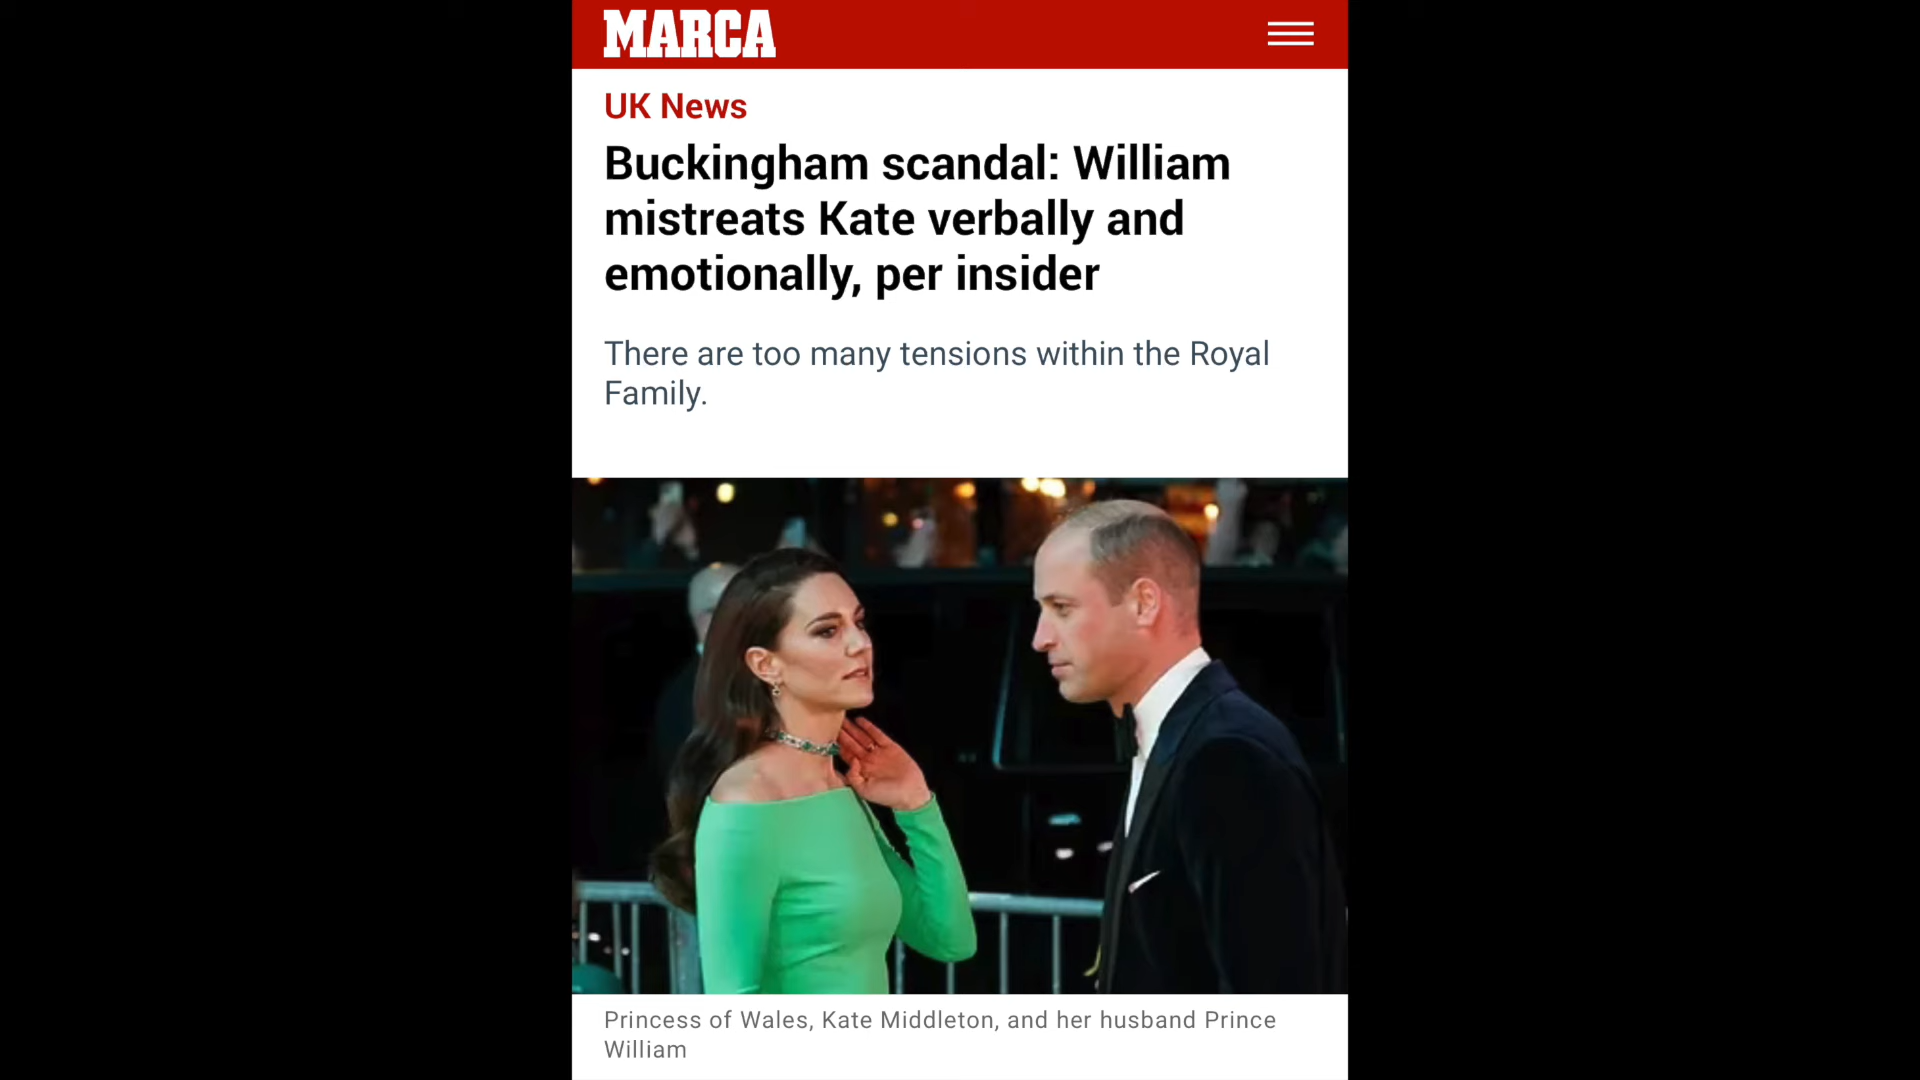 MARCA
UK News
Buckingham scandal: William
mistreats Kate verbally and
emotionally, per insider
There are too many tensions within the Royal
Family.
Princess of Wales, Kate Middleton, and her husband Prince
William